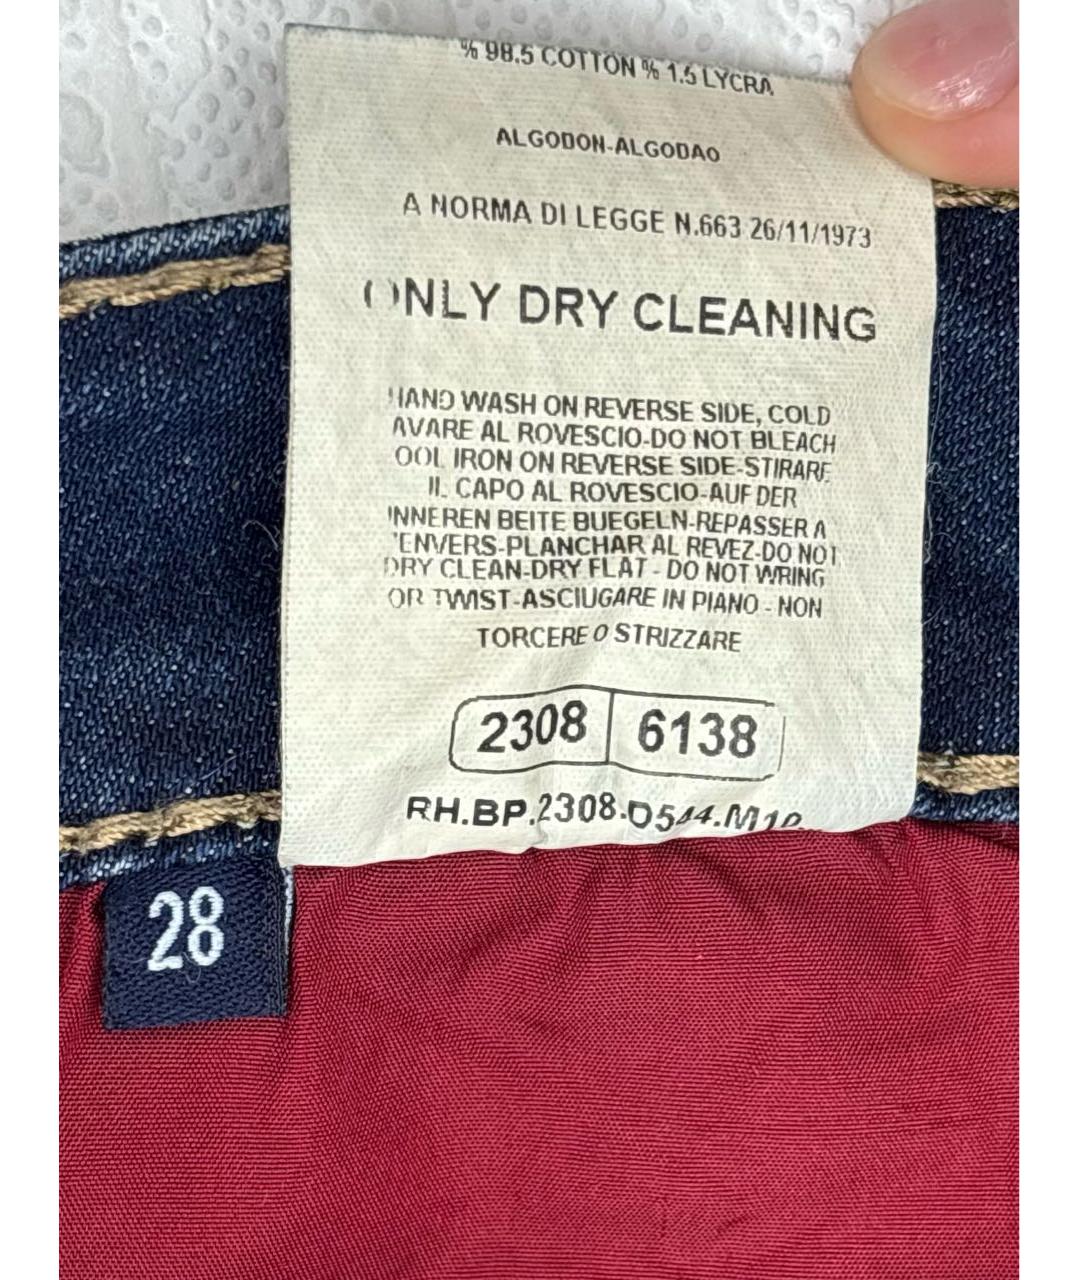 % 98.5 COTTON % 1.5 LYCRA
ALGODON-ALGODAO
A NORMA DI LEGGE N.663 26/11/1973
ONLY DRY CLEANING
HAND WASH ON REVERSE SIDE, COLD
AVARE AL ROVESCIO-DO NOT BLEACH
OOL IRON ON REVERSE SIDE-STIRARE
IL CAPO AL ROVESCIO-AUF DER
INNEREN BEITE BUEGELN-REPASSER A
'ENVERS-PLANCHAR AL REVEZ-DO NOT
DRY CLEAN-DRY FLAT - DO NOT WRING
OR TWIST-ASCIUGARE IN PIANO - NON
TORCERE O STRIZZARE
2308 6138
RH.BP.2308.D544.M10
28